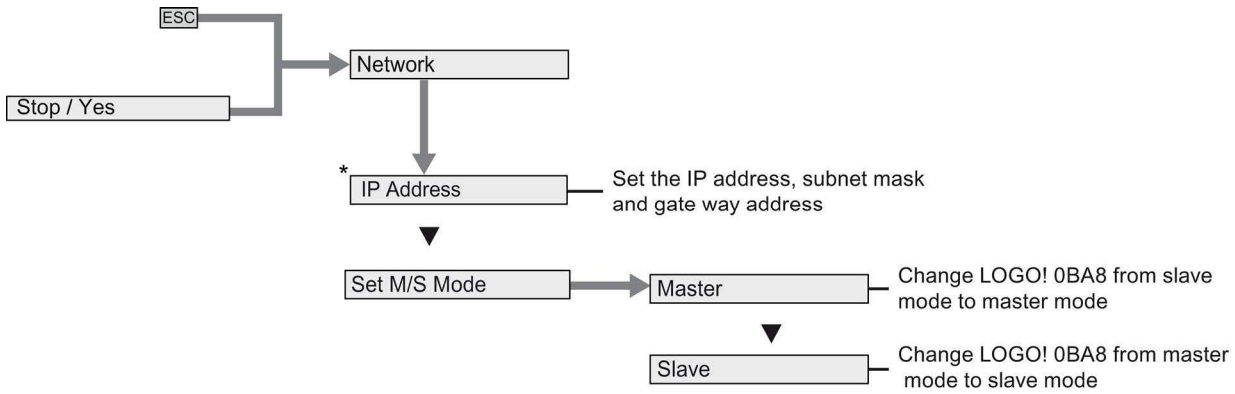 ESC
Network
Stop / Yes
*
IP Address
Set the IP address, subnet mask
and gate way address
Set M/S Mode
Master
Change LOGO! 0BA8 from slave
mode to master mode
Slave
Change LOGO! 0BA8 from master
mode to slave mode